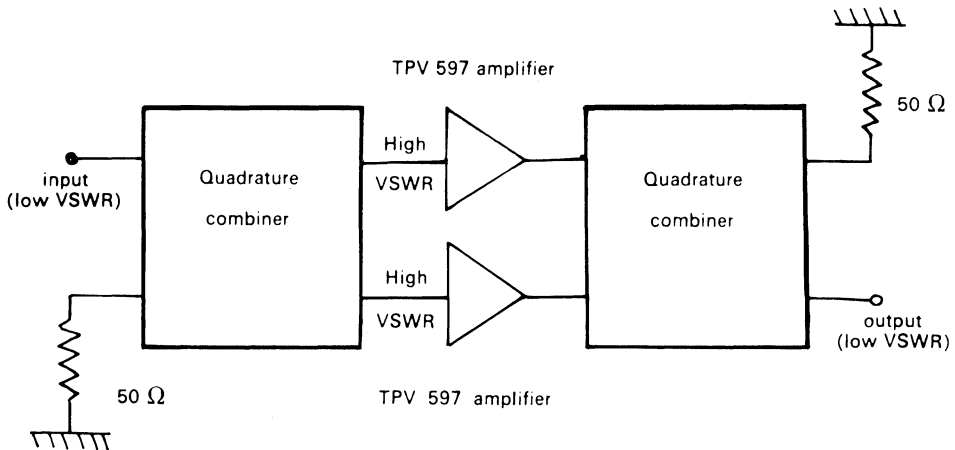 TPV 597 amplifier
50 Ω
High
VSWR
Quadrature
combiner
Quadrature
combiner
input
(low VSWR)
High
VSWR
output
(low VSWR)
50 Ω
TPV 597 amplifier